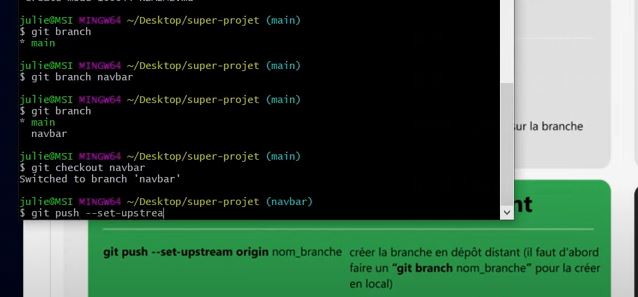 julie@MSI MINGW64 ~/Desktop/super-projet (main)
$ git branch
* main
julie@MSI MINGW64 ~/Desktop/super-projet (main)
$ git branch navbar
julie@MSI MINGW64 ~/Desktop/super-projet (main)
$ git branch
* main
navbar
sur la branche
julie@MSI MINGW64 ~/Desktop/super-projet (main)
$ git checkout navbar
Switched to branch 'navbar'
julie@MSI MINGW64 ~/Desktop/super-projet (navbar)
$ git push --set-upstrea
git push --set-upstream origin nom_branche
créer la branche en dépôt distant (il faut d'abord
faire un "git branch nom_branche" pour la créer
en local)